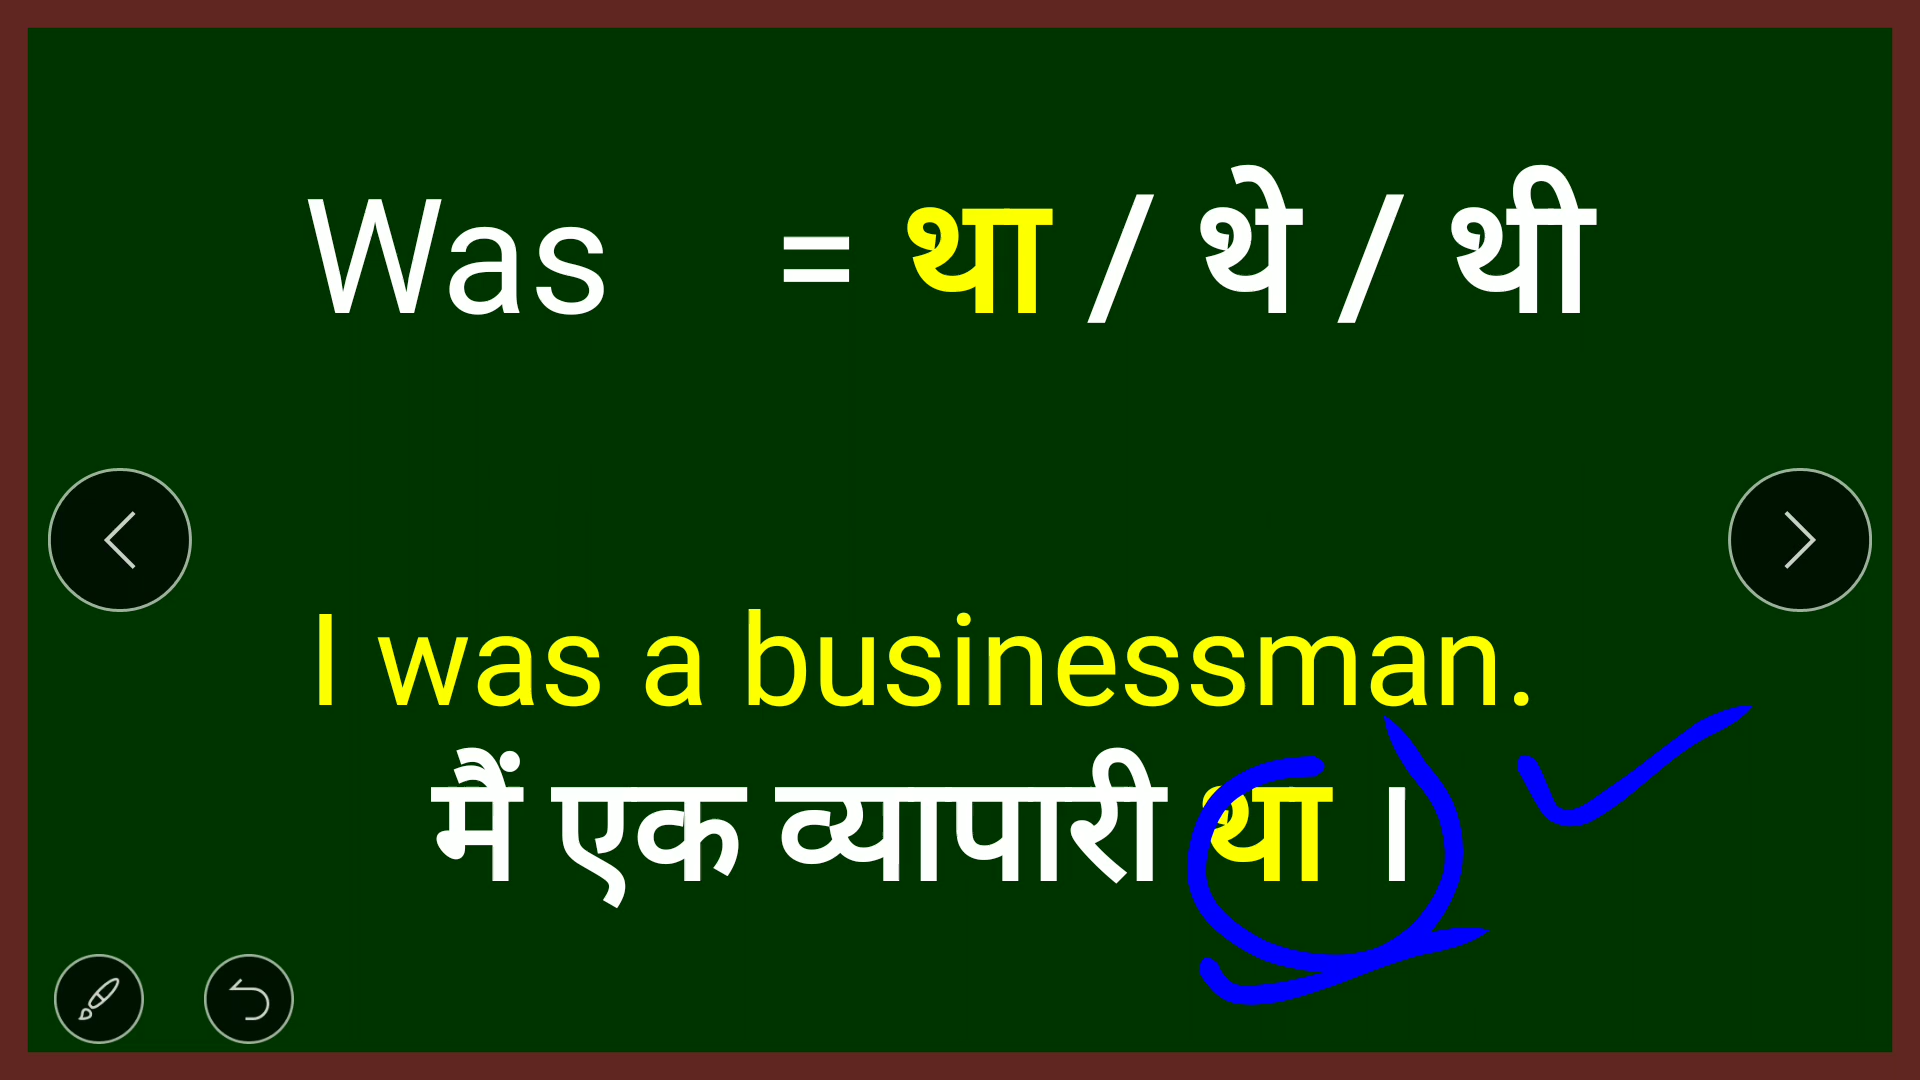 Was = था / थे / थी
I was a businessman.
मैं एक व्यापारी था ।